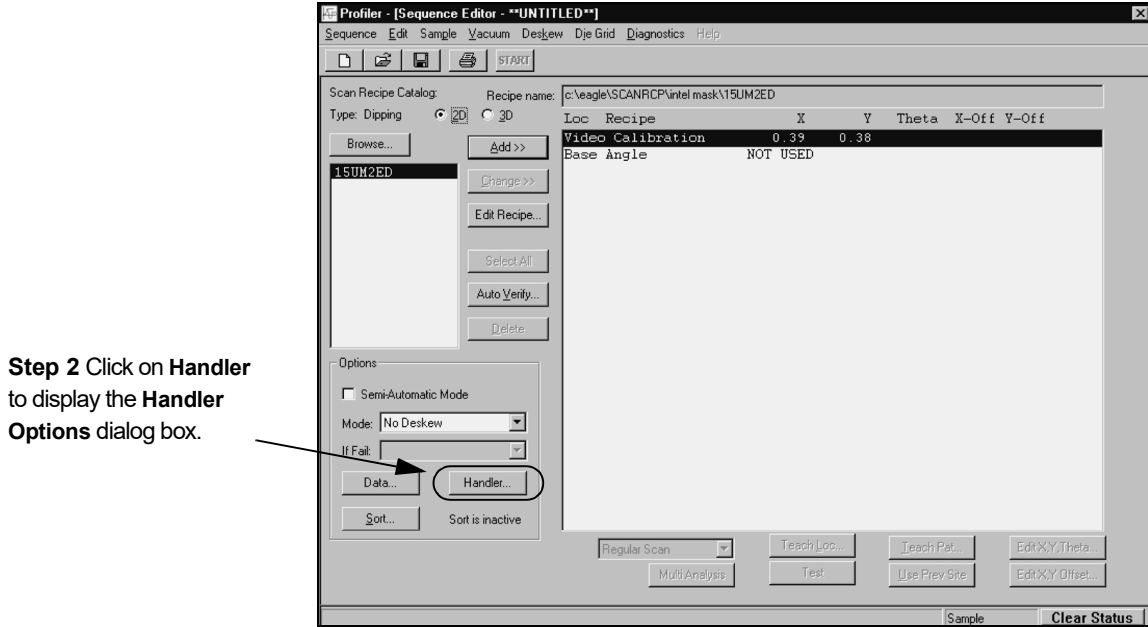 Profiler - [Sequence Editor - **UNTITLED**]
Sequence Edit Sample Vacuum Deskew Die Grid Diagnostics Help
START
Scan Recipe Catalog:
Recipe name: c:\eagle\SCANRCP\intel mask\15UM2ED
Type: Dipping 2D 3D
Browse...
15UM2ED
Add >>
Change >>
Edit Recipe...
Select All
Auto Verify...
Delete
Loc Recipe X Y Theta X-Off Y-Off
Video Calibration 0.39 0.38
Base Angle NOT USED
Step 2 Click on Handler
to display the Handler
Options dialog box.
Options
Semi-Automatic Mode
Mode: No Deskew
If Fail:
Data... Handler...
Sort... Sort is inactive
Regular Scan Teach Loc... Teach Pat... Edit X,Y,Theta...
Multi Analysis Test Use Prev Site Edit X,Y Offset...
Sample Clear Status